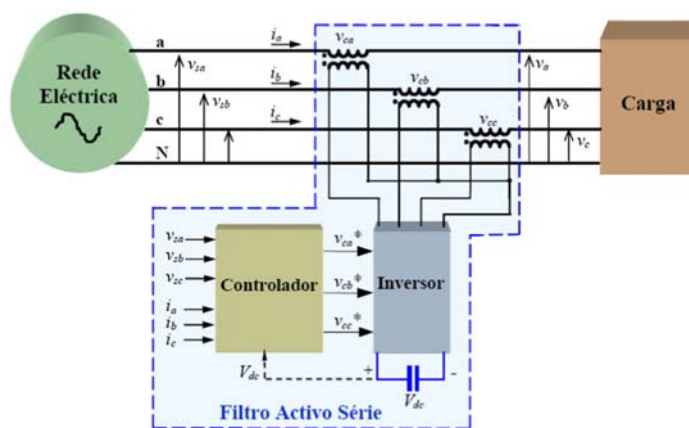 a
i_a
v_ca
Rede
Eléctrica
v_sa
b
i_b
v_cb
v_a
Carga
v_sb
c
i_c
v_cc
v_b
v_c
N
v_sa
v_sb
v_sc
i_a
i_b
i_c
Controlador
v_ca*
v_cb*
v_cc*
Inversor
V_dc
+
-
V_dc
Filtro Activo Série